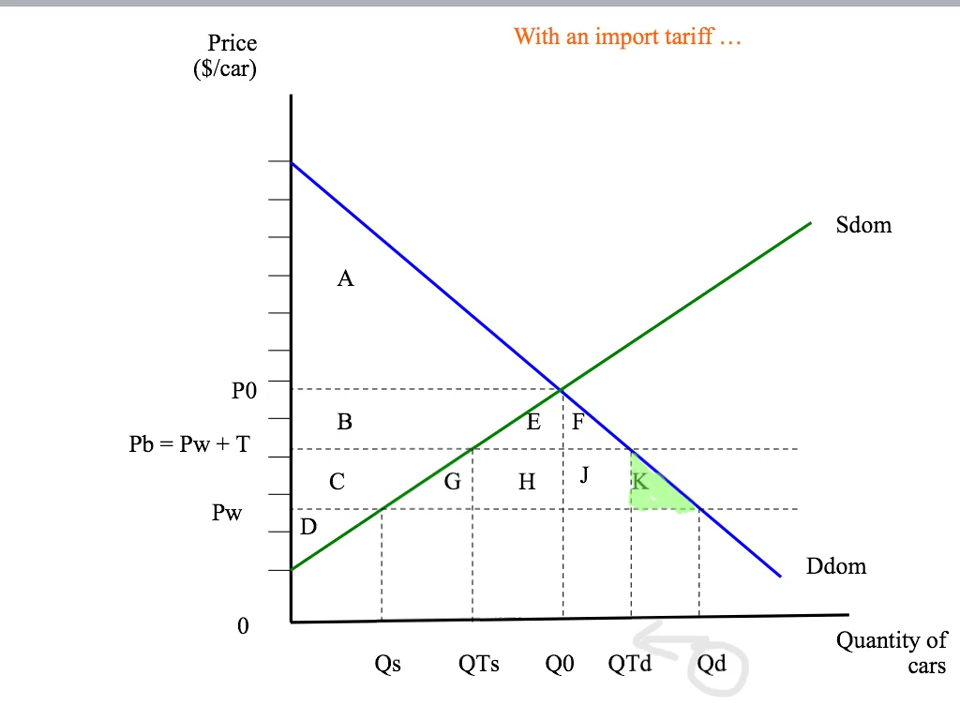 With an import tariff …
Price
($/car)
Sdom
A
P0
B
E
F
Pb = Pw + T
C
G
H
J
K
Pw
D
Ddom
0
Quantity of
cars
Qs
QTs
Q0
QTd
Qd